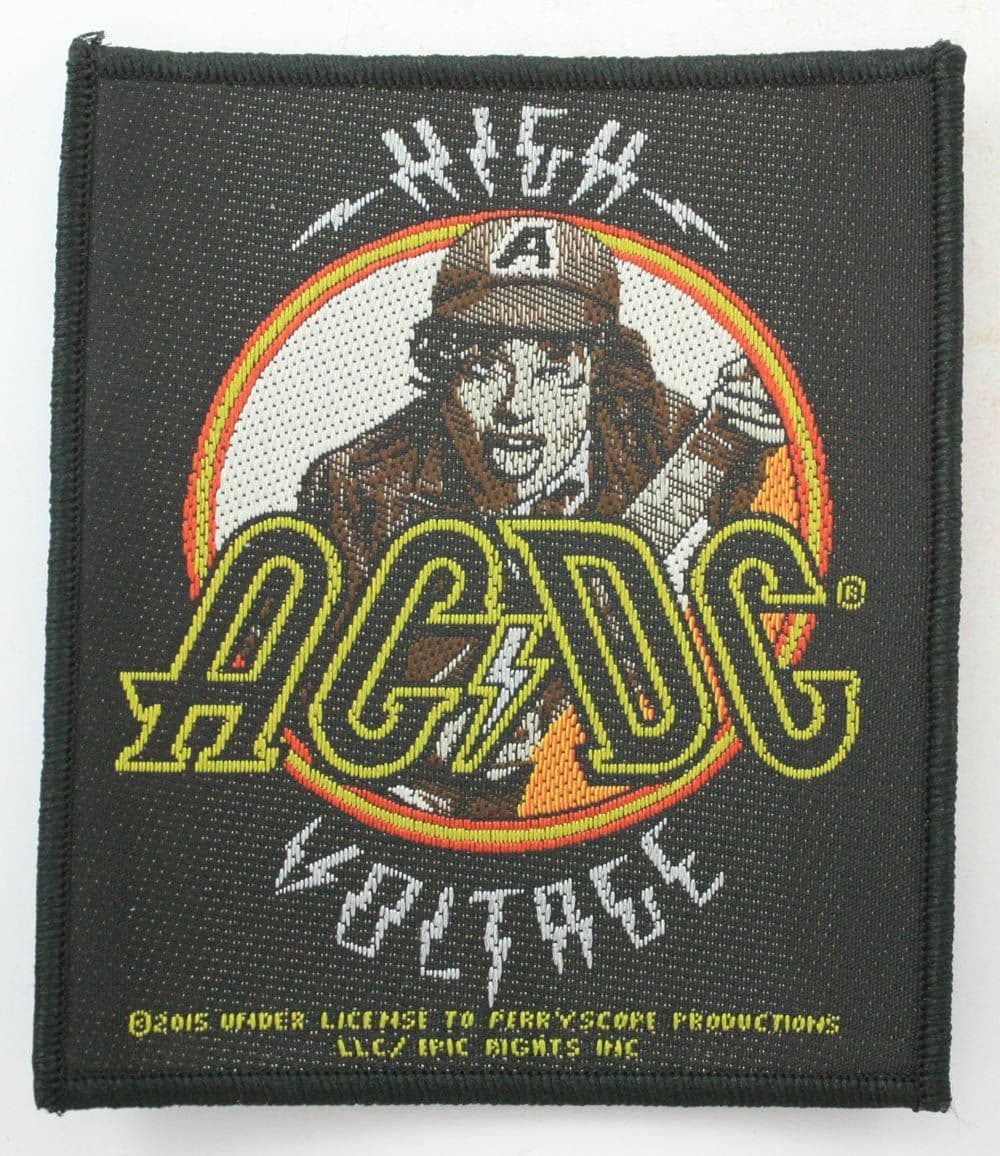 HIGH
A
AC/DC®
VOLTAGE
©2015 UNDER LICENSE TO PERRYSCOPE PRODUCTIONS
LLC/ EPIC RIGHTS INC